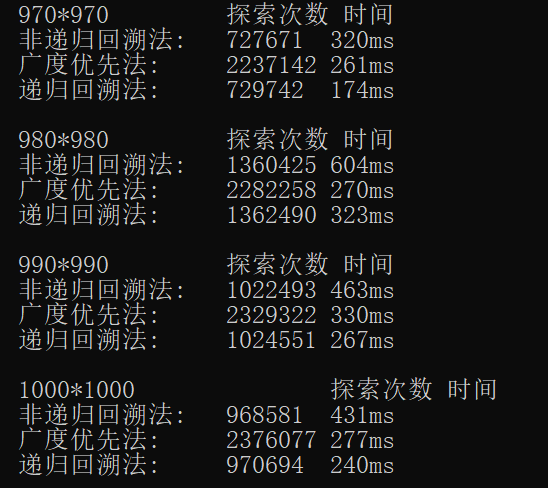 970*970 探索次数 时间
非递归回溯法: 727671 320ms
广度优先法: 2237142 261ms
递归回溯法: 729742 174ms
980*980 探索次数 时间
非递归回溯法: 1360425 604ms
广度优先法: 2282258 270ms
递归回溯法: 1362490 323ms
990*990 探索次数 时间
非递归回溯法: 1022493 463ms
广度优先法: 2329322 330ms
递归回溯法: 1024551 267ms
1000*1000 探索次数 时间
非递归回溯法: 968581 431ms
广度优先法: 2376077 277ms
递归回溯法: 970694 240ms